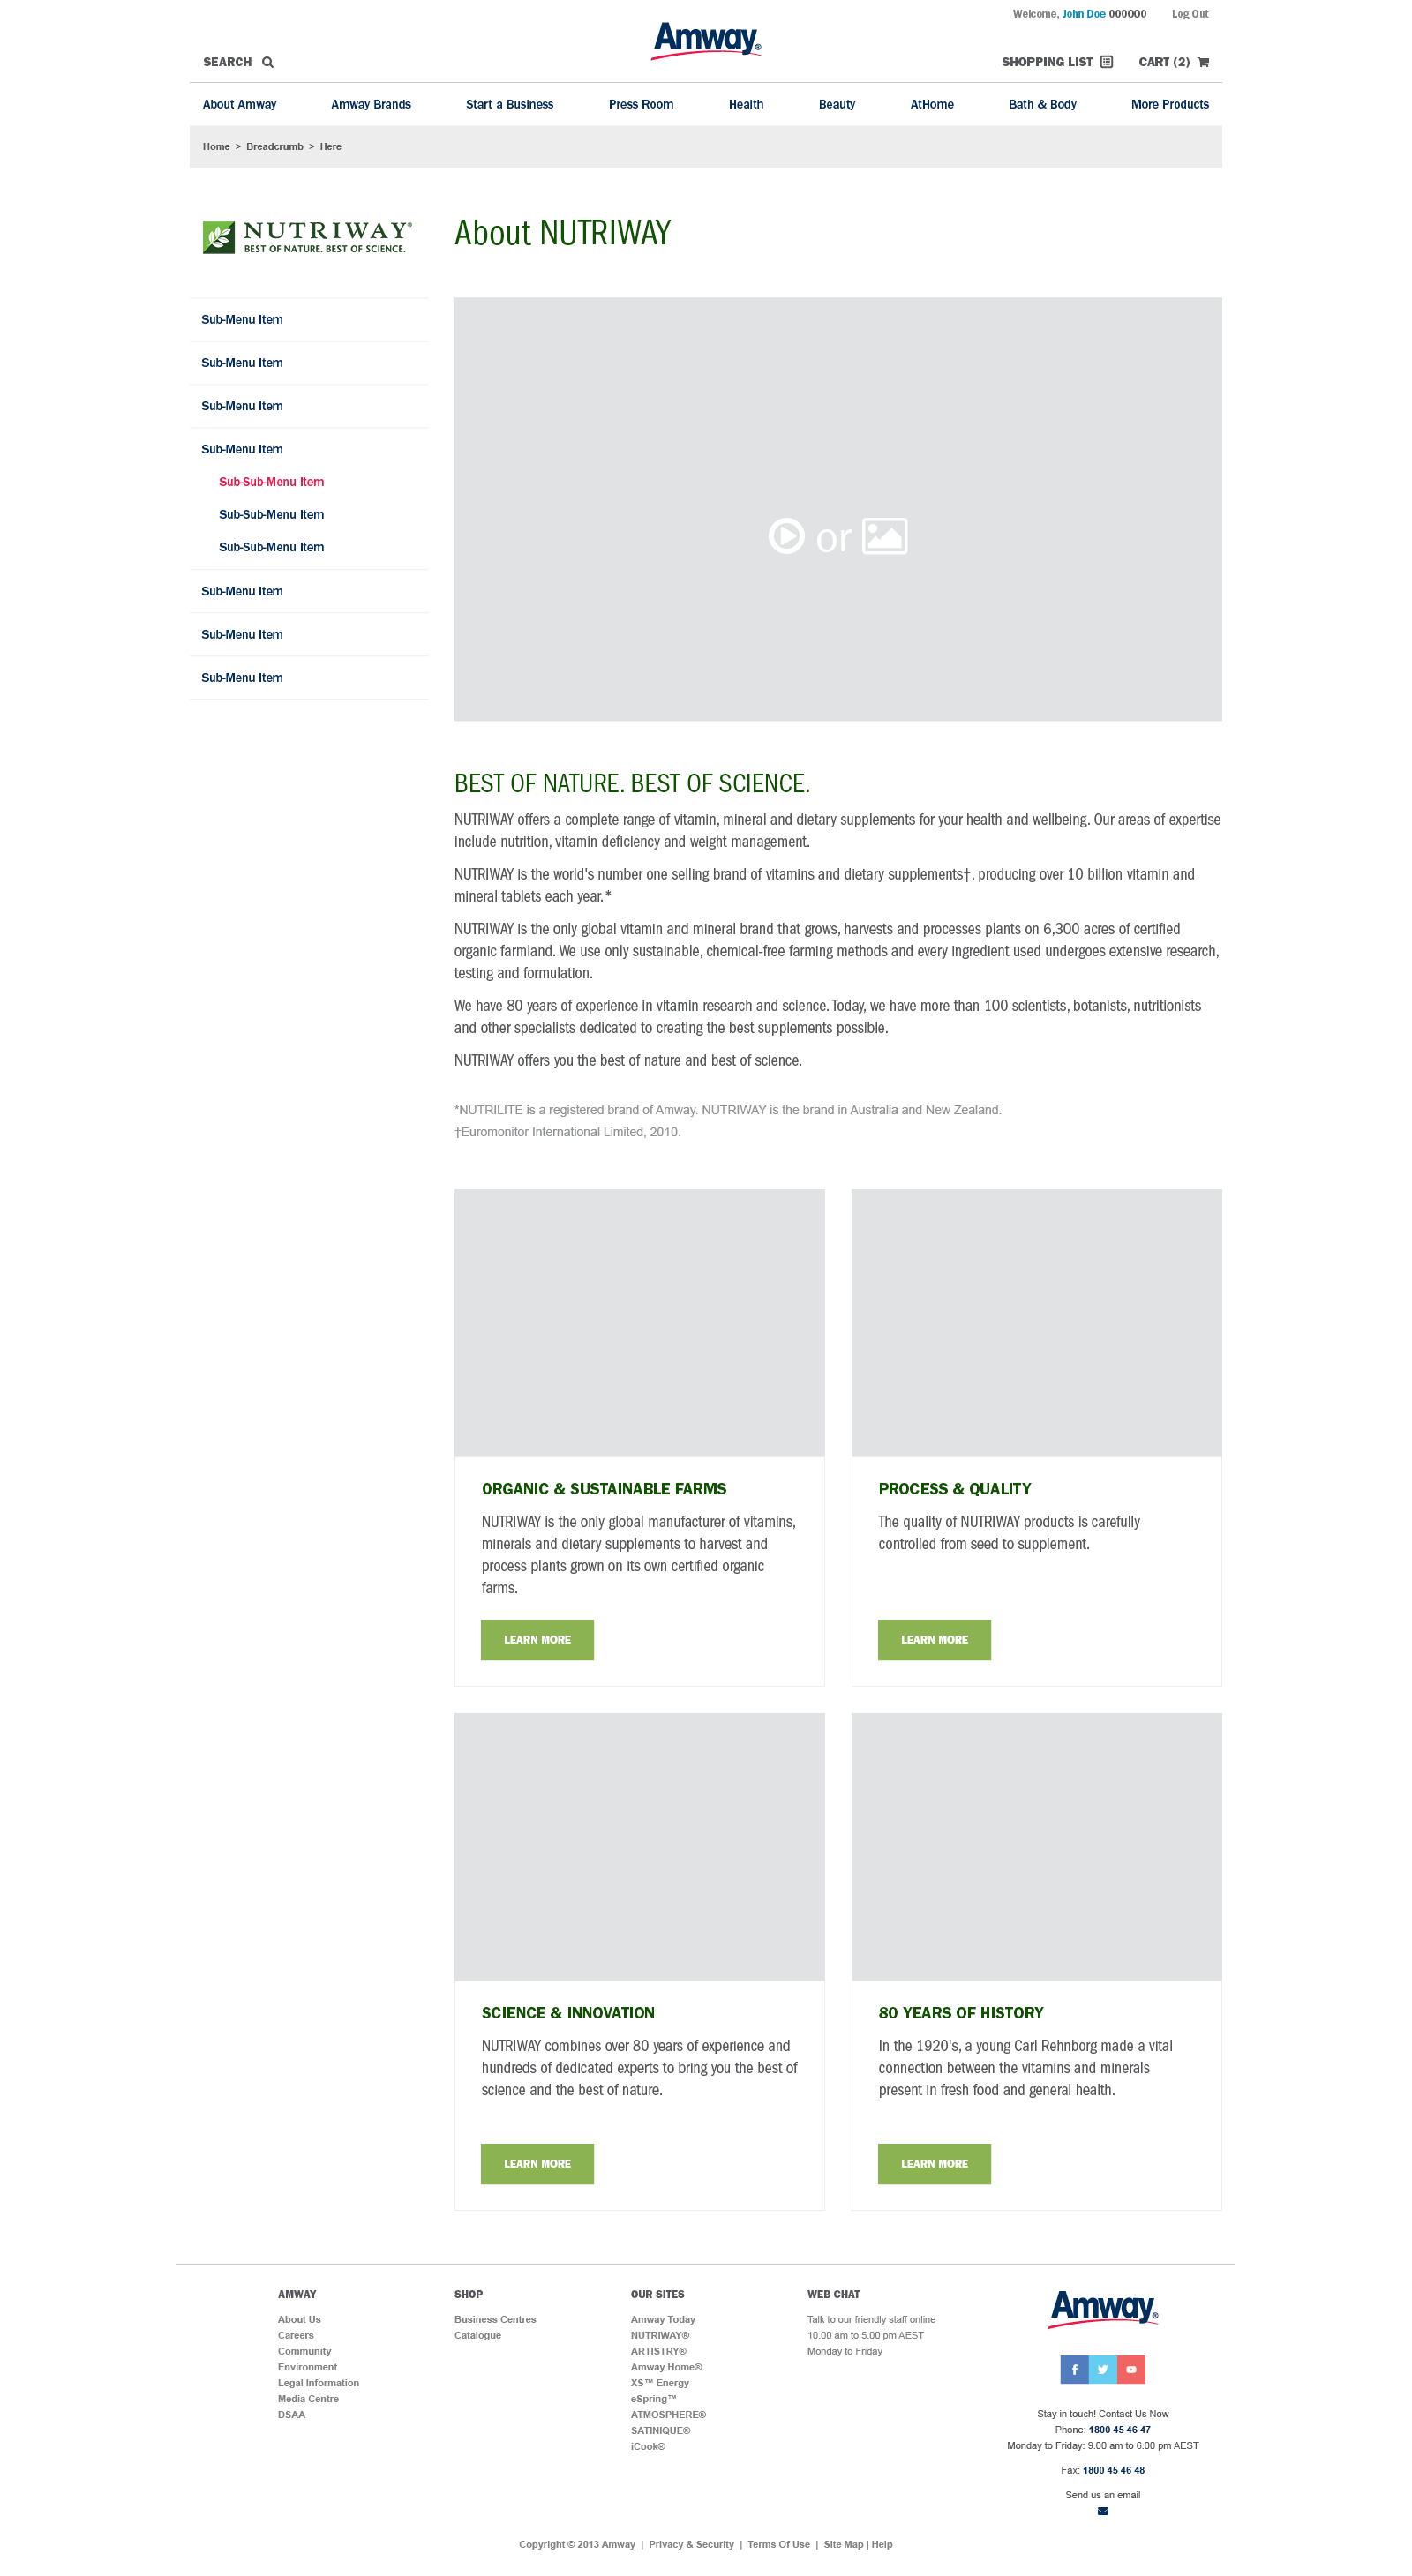 Welcome, John Doe 000000 Log Out
Amway®
SEARCH
SHOPPING LIST CART (2)
About Amway Amway Brands Start a Business Press Room Health Beauty AtHome Bath & Body More Products
Home > Breadcrumb > Here
NUTRIWAY®
BEST OF NATURE. BEST OF SCIENCE.
About NUTRIWAY
Sub-Menu Item
Sub-Menu Item
Sub-Menu Item
Sub-Menu Item
Sub-Sub-Menu Item
Sub-Sub-Menu Item
Sub-Sub-Menu Item
Sub-Menu Item
Sub-Menu Item
Sub-Menu Item
or
BEST OF NATURE. BEST OF SCIENCE.
NUTRIWAY offers a complete range of vitamin, mineral and dietary supplements for your health and wellbeing. Our areas of expertise
include nutrition, vitamin deficiency and weight management.
NUTRIWAY is the world's number one selling brand of vitamins and dietary supplements†, producing over 10 billion vitamin and
mineral tablets each year.*
NUTRIWAY is the only global vitamin and mineral brand that grows, harvests and processes plants on 6,300 acres of certified
organic farmland. We use only sustainable, chemical-free farming methods and every ingredient used undergoes extensive research,
testing and formulation.
We have 80 years of experience in vitamin research and science. Today, we have more than 100 scientists, botanists, nutritionists
and other specialists dedicated to creating the best supplements possible.
NUTRIWAY offers you the best of nature and best of science.
*NUTRILITE is a registered brand of Amway. NUTRIWAY is the brand in Australia and New Zealand.
†Euromonitor International Limited, 2010.
ORGANIC & SUSTAINABLE FARMS
NUTRIWAY is the only global manufacturer of vitamins,
minerals and dietary supplements to harvest and
process plants grown on its own certified organic
farms.
LEARN MORE
PROCESS & QUALITY
The quality of NUTRIWAY products is carefully
controlled from seed to supplement.
LEARN MORE
SCIENCE & INNOVATION
NUTRIWAY combines over 80 years of experience and
hundreds of dedicated experts to bring you the best of
science and the best of nature.
LEARN MORE
80 YEARS OF HISTORY
In the 1920's, a young Carl Rehnborg made a vital
connection between the vitamins and minerals
present in fresh food and general health.
LEARN MORE
AMWAY
About Us
Careers
Community
Environment
Legal Information
Media Centre
DSAA
SHOP
Business Centres
Catalogue
OUR SITES
Amway Today
NUTRIWAY®
ARTISTRY®
Amway Home®
XS™ Energy
eSpring™
ATMOSPHERE®
SATINIQUE®
iCook®
WEB CHAT
Talk to our friendly staff online
10.00 am to 5.00 pm AEST
Monday to Friday
Amway®
Stay in touch! Contact Us Now
Phone: 1800 45 46 47
Monday to Friday: 9.00 am to 6.00 pm AEST
Fax: 1800 45 46 48
Send us an email
Copyright © 2013 Amway | Privacy & Security | Terms Of Use | Site Map | Help